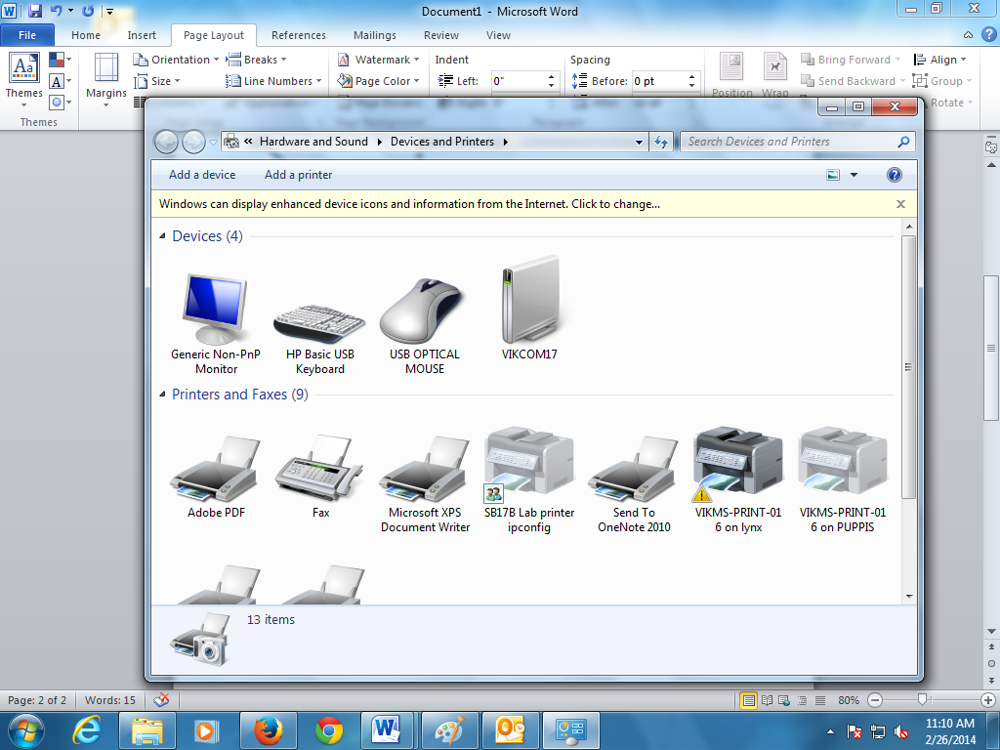 Document1 - Microsoft Word
File Home Insert Page Layout References Mailings Review View
Orientation Breaks Watermark Indent Spacing Bring Forward Align
Themes Margins Size Line Numbers Page Color Left: 0" Before: 0 pt Position Wrap Send Backward Group
Rotate
Themes
Hardware and Sound Devices and Printers Search Devices and Printers
Add a device Add a printer
Windows can display enhanced device icons and information from the Internet. Click to change...
Devices (4)
Generic Non-PnP
Monitor
HP Basic USB
Keyboard
USB OPTICAL
MOUSE
VIKCOM17
Printers and Faxes (9)
Adobe PDF
Fax
Microsoft XPS
Document Writer
SB17B Lab printer
ipconfig
Send To
OneNote 2010
VIKMS-PRINT-01
6 on lynx
VIKMS-PRINT-01
6 on PUPPIS
13 items
Page: 2 of 2 Words: 15 80%
11:10 AM
2/26/2014